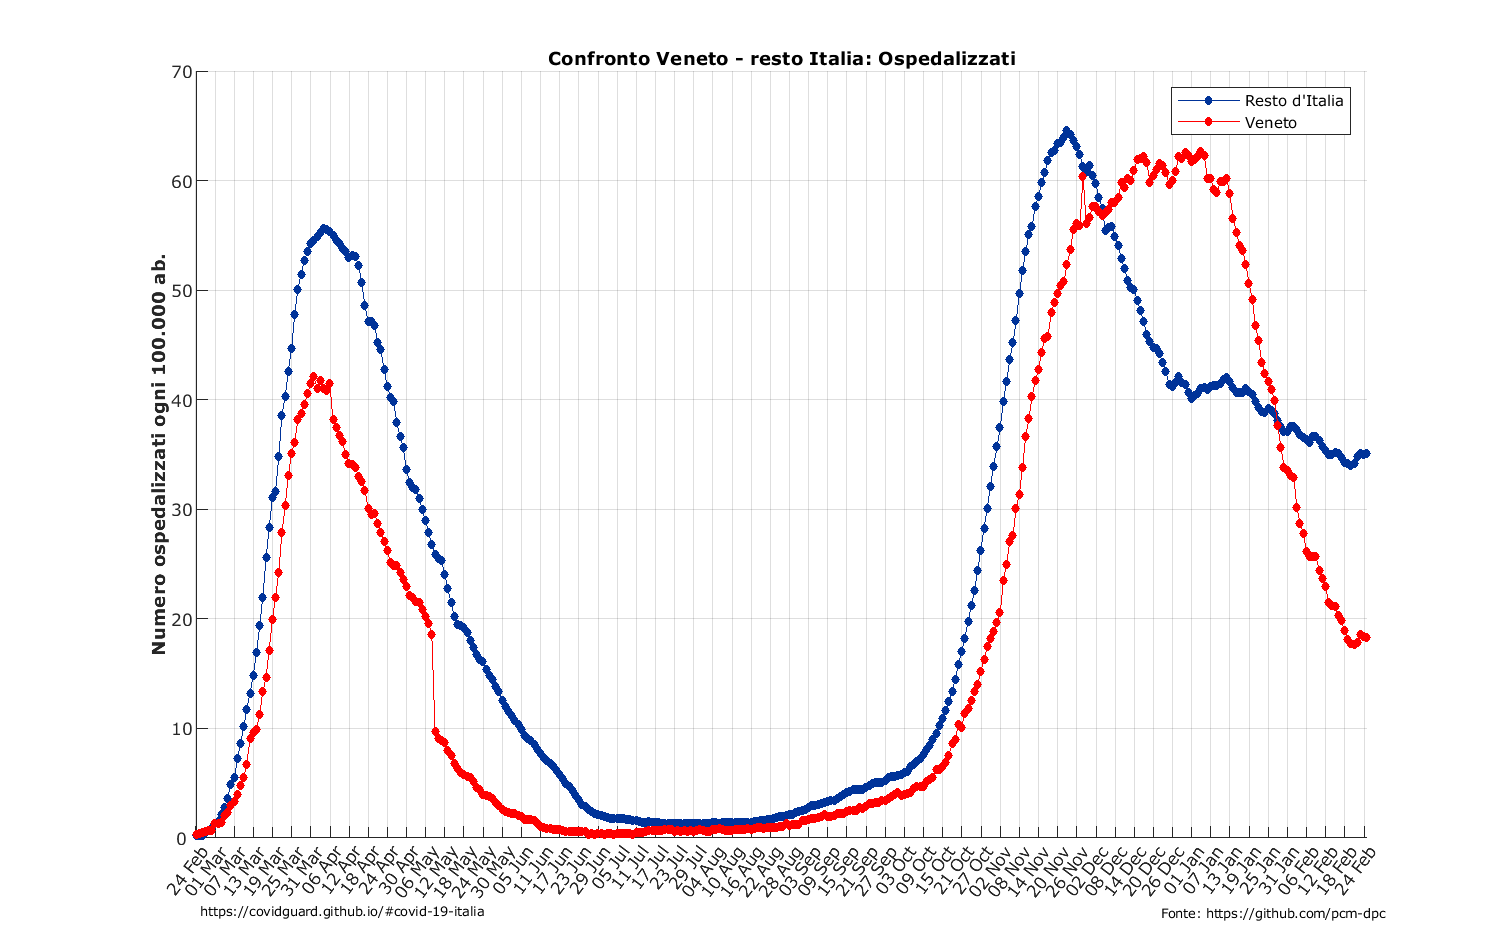 Confronto Veneto - resto Italia: Ospedalizzati
70
60
50
40
30
20
10
0
Numero ospedalizzati ogni 100.000 ab.
Resto d'Italia
Veneto
24 Feb
01 Mar
07 Mar
13 Mar
19 Mar
25 Mar
31 Mar
06 Apr
12 Apr
18 Apr
24 Apr
30 Apr
06 May
12 May
18 May
24 May
30 May
05 Jun
11 Jun
17 Jun
23 Jun
29 Jun
05 Jul
11 Jul
17 Jul
23 Jul
29 Jul
04 Aug
10 Aug
16 Aug
22 Aug
28 Aug
03 Sep
09 Sep
15 Sep
21 Sep
27 Sep
03 Oct
09 Oct
15 Oct
21 Oct
27 Oct
02 Nov
08 Nov
14 Nov
20 Nov
26 Nov
02 Dec
08 Dec
14 Dec
20 Dec
26 Dec
01 Jan
07 Jan
13 Jan
19 Jan
25 Jan
31 Jan
06 Feb
12 Feb
18 Feb
24 Feb
https://covidguard.github.io/#covid-19-italia
Fonte: https://github.com/pcm-dpc